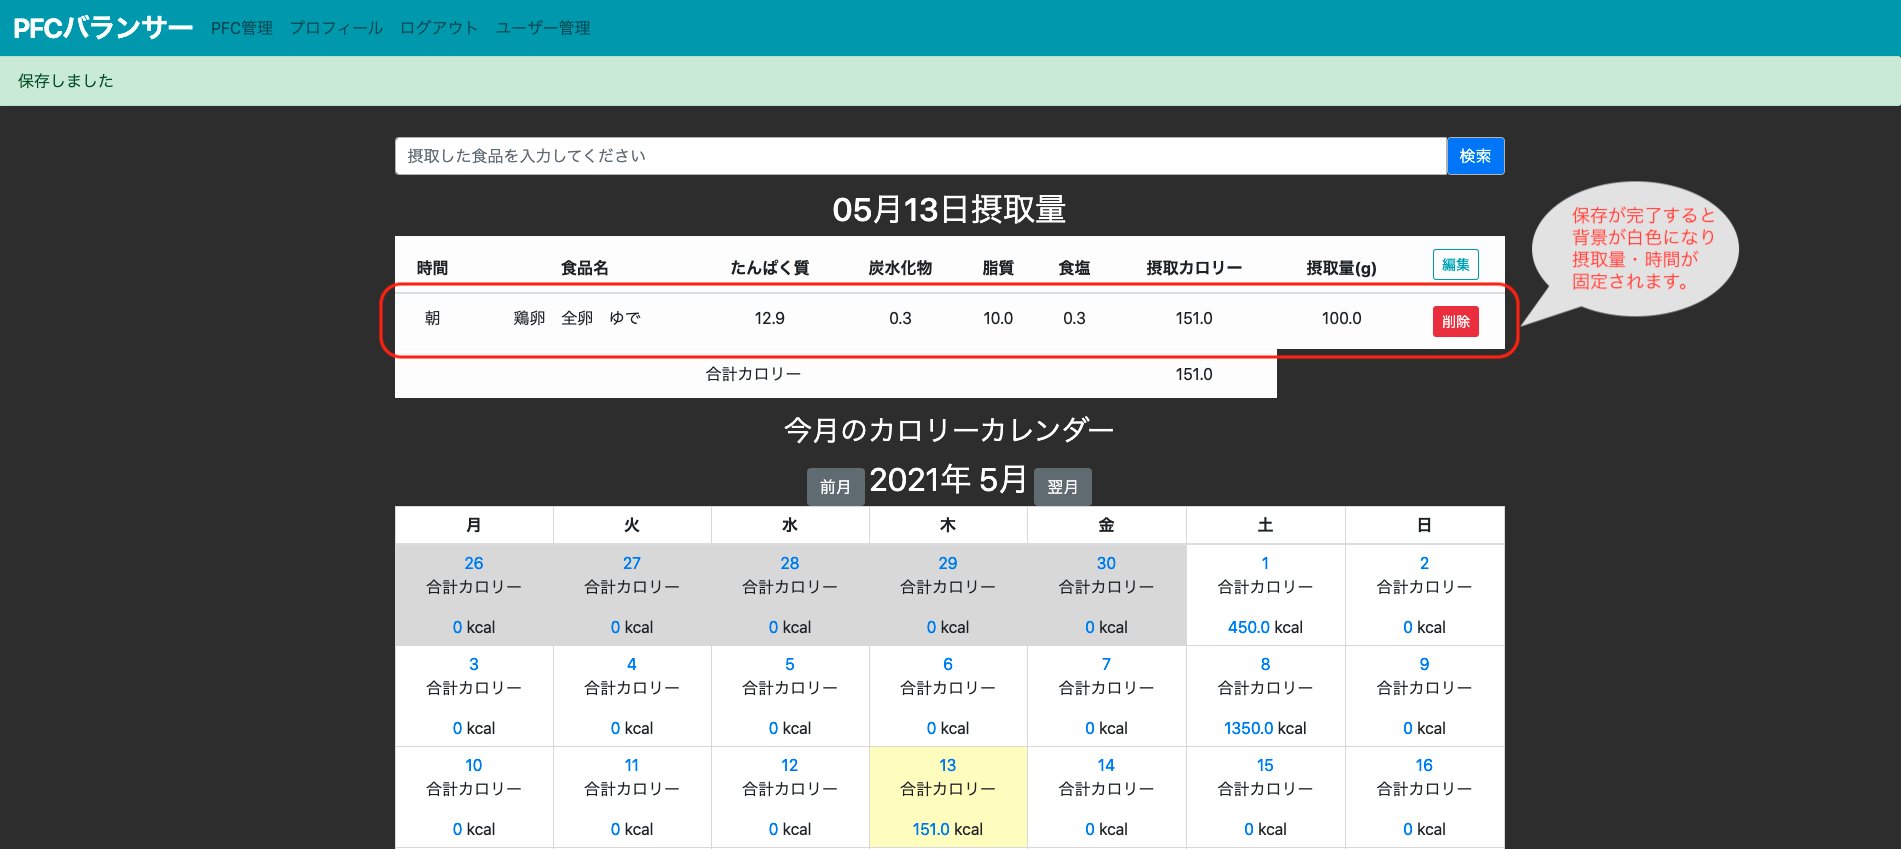 PFCバランサー PFC管理 プロフィール ログアウト ユーザー管理
保存しました
摂取した食品を入力してください 検索
05月13日摂取量
保存が完了すると
背景が白色になり
摂取量・時間が
固定されます。
時間 食品名 たんぱく質 炭水化物 脂質 食塩 摂取カロリー 摂取量(g) 編集
朝 鶏卵　全卵　ゆで 12.9 0.3 10.0 0.3 151.0 100.0 削除
合計カロリー 151.0
今月のカロリーカレンダー
前月 2021年 5月 翌月
月 火 水 木 金 土 日
26 27 28 29 30 1 2
合計カロリー 合計カロリー 合計カロリー 合計カロリー 合計カロリー 合計カロリー 合計カロリー
0 kcal 0 kcal 0 kcal 0 kcal 0 kcal 450.0 kcal 0 kcal
3 4 5 6 7 8 9
合計カロリー 合計カロリー 合計カロリー 合計カロリー 合計カロリー 合計カロリー 合計カロリー
0 kcal 0 kcal 0 kcal 0 kcal 0 kcal 1350.0 kcal 0 kcal
10 11 12 13 14 15 16
合計カロリー 合計カロリー 合計カロリー 合計カロリー 合計カロリー 合計カロリー 合計カロリー
0 kcal 0 kcal 0 kcal 151.0 kcal 0 kcal 0 kcal 0 kcal